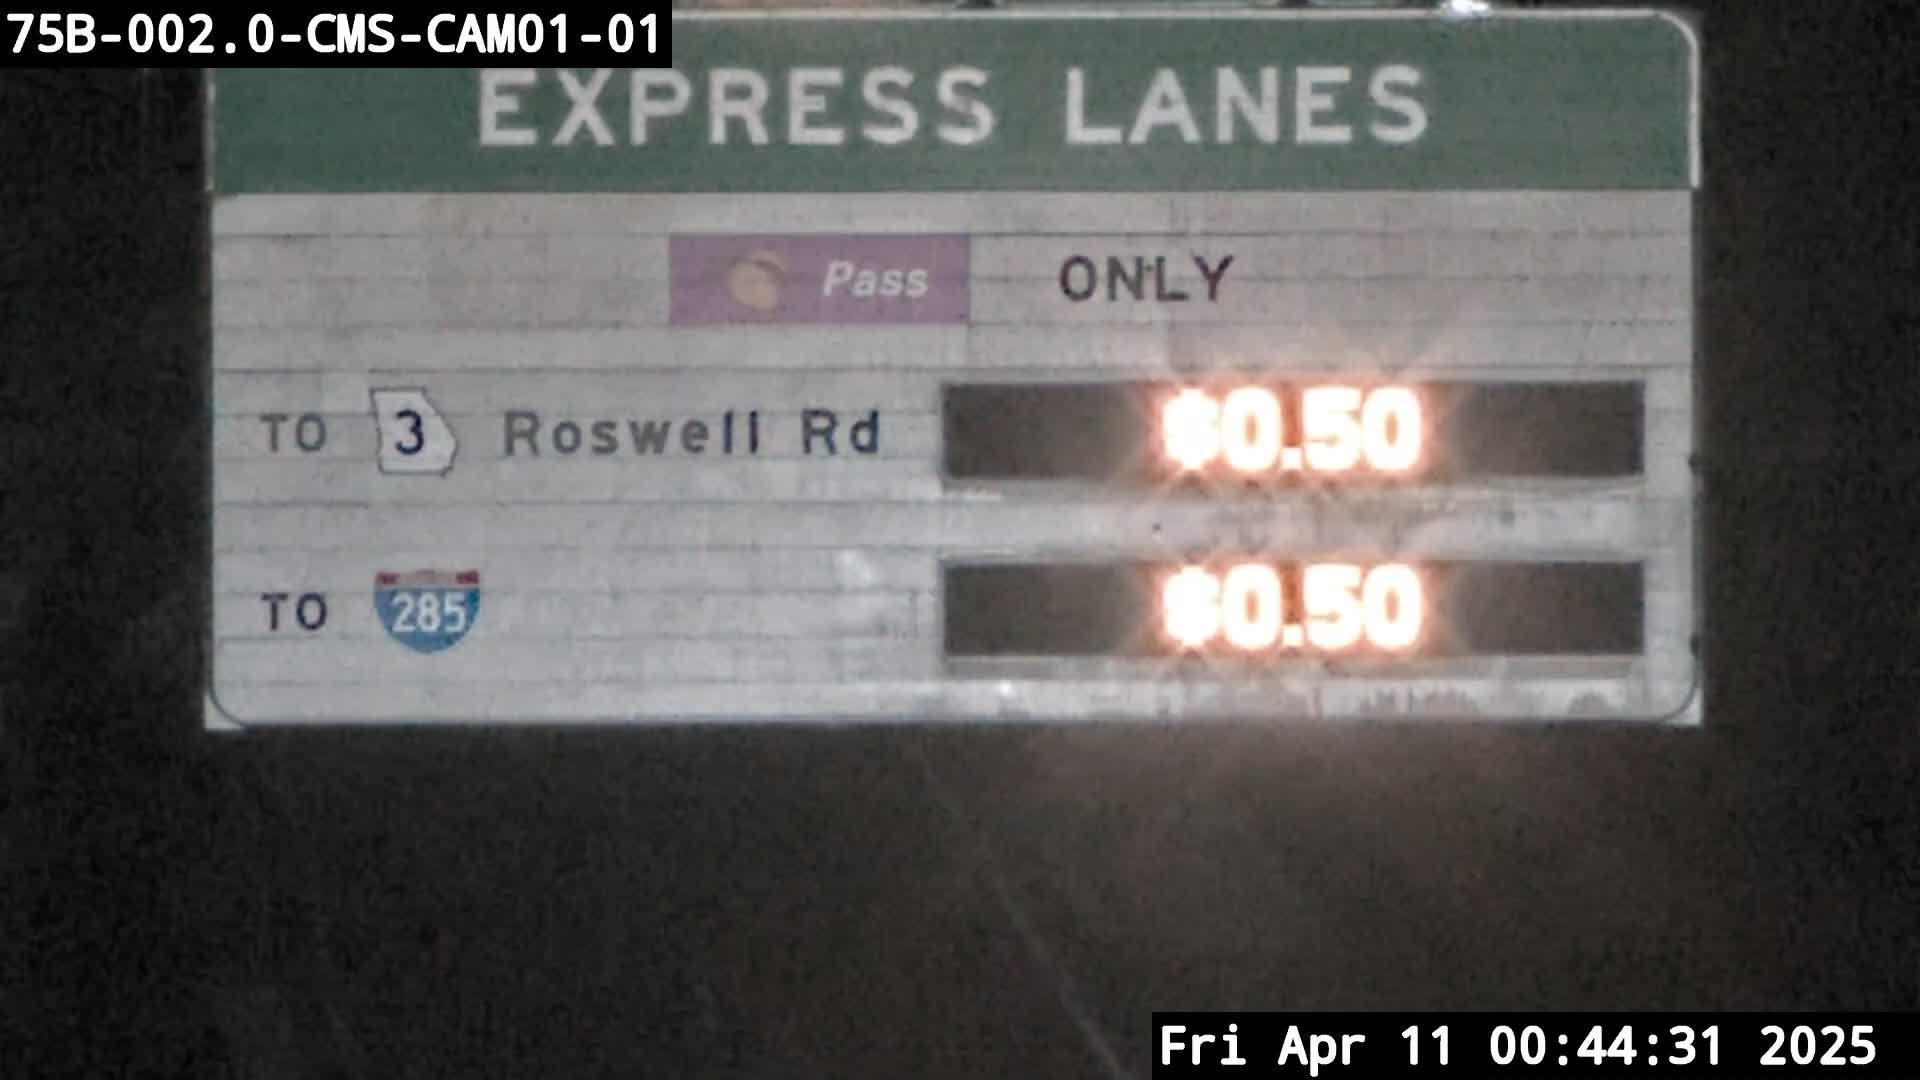 75B-002.0-CMS-CAM01-01
EXPRESS LANES
Pass ONLY
TO 3 Roswell Rd $0.50
TO 285 $0.50
Fri Apr 11 00:44:31 2025